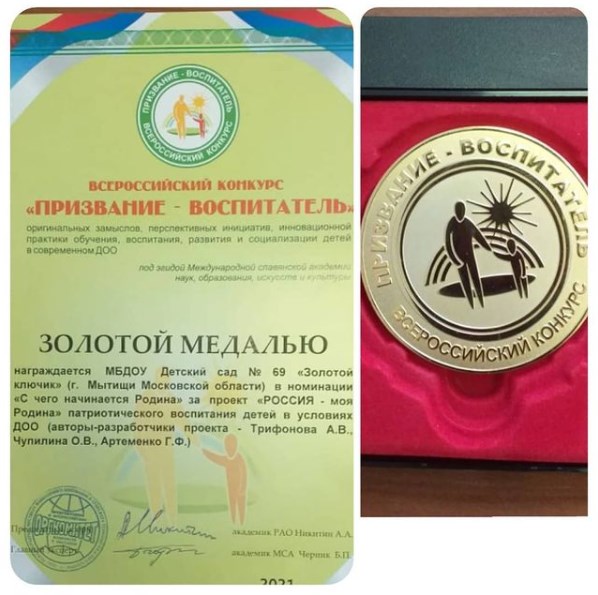 ПРИЗВАНИЕ - ВОСПИТАТЕЛЬ
ВСЕРОССИЙСКИЙ КОНКУРС
ВСЕРОССИЙСКИЙ КОНКУРС
«ПРИЗВАНИЕ - ВОСПИТАТЕЛЬ»
оригинальных замыслов, перспективных инициатив, инновационной
практики обучения, воспитания, развития и социализации детей
в современном ДОО
под эгидой Международной славянской академии
наук, образования, искусств и культуры
ЗОЛОТОЙ МЕДАЛЬЮ
награждается МБДОУ Детский сад № 69 «Золотой
ключик» (г. Мытищи Московской области) в номинации
«С чего начинается Родина» за проект «РОССИЯ - моя
Родина» патриотического воспитания детей в условиях
ДОО (авторы-разработчики проекта - Трифонова А.В.,
Чупилина О.В., Артеменко Г.Ф.)
академик РАО Никитин А.А.
академик МСА Черник Б.П.
2021
ПРИЗВАНИЕ - ВОСПИТАТЕЛЬ
ВСЕРОССИЙСКИЙ КОНКУРС